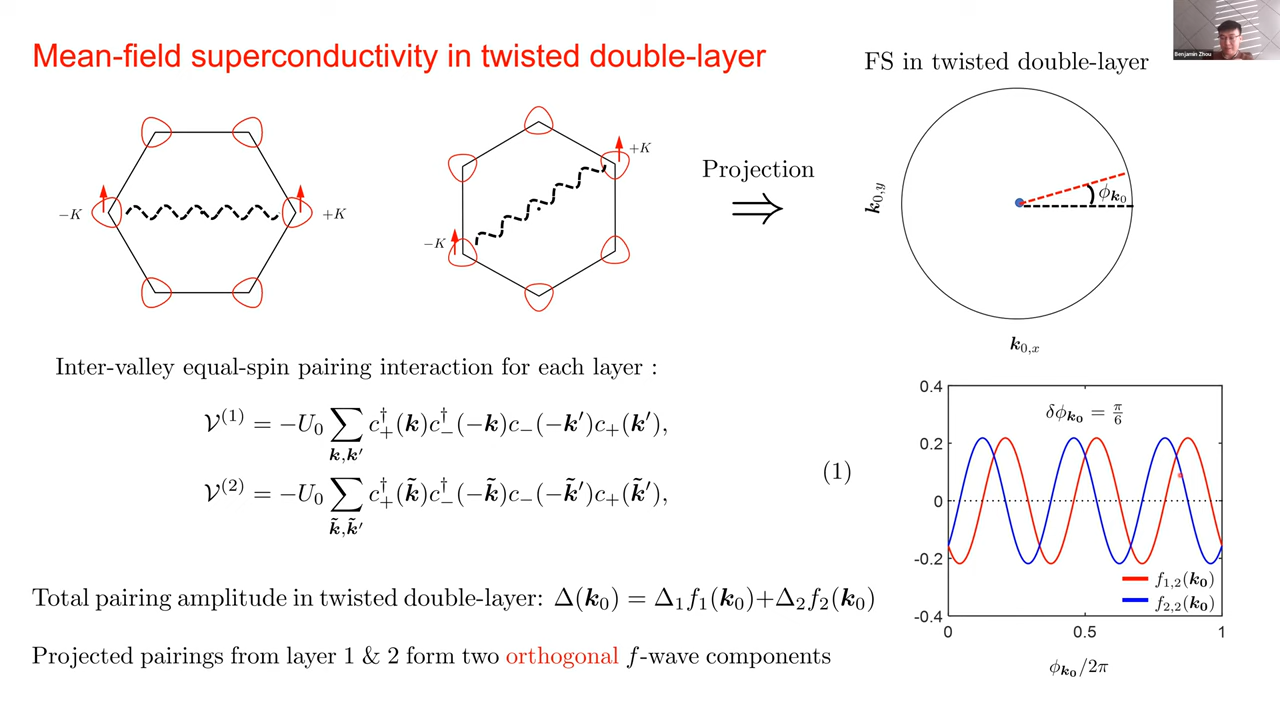 Mean-field superconductivity in twisted double-layer
Benjamin Zhou
FS in twisted double-layer
−K
+K
+K
−K
Projection
⇒
k₀,y
ϕk₀
k₀,x
Inter-valley equal-spin pairing interaction for each layer :
𝒱⁽¹⁾ = −U₀ ∑k,k′ c†₊(k)c†₋(−k)c₋(−k′)c₊(k′),
𝒱⁽²⁾ = −U₀ ∑k̃,k̃′ c†₊(k̃)c†₋(−k̃)c₋(−k̃′)c₊(k̃′),
(1)
Total pairing amplitude in twisted double-layer: Δ(k₀) = Δ₁f₁(k₀)+Δ₂f₂(k₀)
Projected pairings from layer 1 & 2 form two orthogonal f-wave components
0.4
0.2
0
-0.2
-0.4
δϕk₀ = π/6
f₁,₂(k₀)
f₂,₂(k₀)
0 0.5 1
ϕk₀/2π